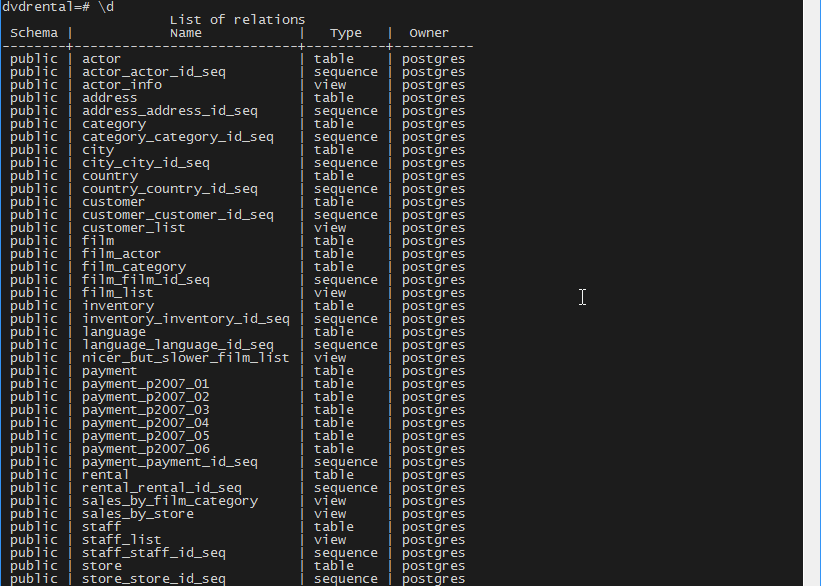 dvdrental=# \d
                     List of relations
 Schema |            Name            |   Type   |  Owner
--------+----------------------------+----------+----------
 public | actor                      | table    | postgres
 public | actor_actor_id_seq         | sequence | postgres
 public | actor_info                 | view     | postgres
 public | address                    | table    | postgres
 public | address_address_id_seq     | sequence | postgres
 public | category                   | table    | postgres
 public | category_category_id_seq   | sequence | postgres
 public | city                       | table    | postgres
 public | city_city_id_seq           | sequence | postgres
 public | country                    | table    | postgres
 public | country_country_id_seq     | sequence | postgres
 public | customer                   | table    | postgres
 public | customer_customer_id_seq   | sequence | postgres
 public | customer_list              | view     | postgres
 public | film                       | table    | postgres
 public | film_actor                 | table    | postgres
 public | film_category              | table    | postgres
 public | film_film_id_seq           | sequence | postgres
 public | film_list                  | view     | postgres
 public | inventory                  | table    | postgres
 public | inventory_inventory_id_seq | sequence | postgres
 public | language                   | table    | postgres
 public | language_language_id_seq   | sequence | postgres
 public | nicer_but_slower_film_list | view     | postgres
 public | payment                    | table    | postgres
 public | payment_p2007_01           | table    | postgres
 public | payment_p2007_02           | table    | postgres
 public | payment_p2007_03           | table    | postgres
 public | payment_p2007_04           | table    | postgres
 public | payment_p2007_05           | table    | postgres
 public | payment_p2007_06           | table    | postgres
 public | payment_payment_id_seq     | sequence | postgres
 public | rental                     | table    | postgres
 public | rental_rental_id_seq       | sequence | postgres
 public | sales_by_film_category     | view     | postgres
 public | sales_by_store             | view     | postgres
 public | staff                      | table    | postgres
 public | staff_list                 | view     | postgres
 public | staff_staff_id_seq         | sequence | postgres
 public | store                      | table    | postgres
 public | store_store_id_seq         | sequence | postgres